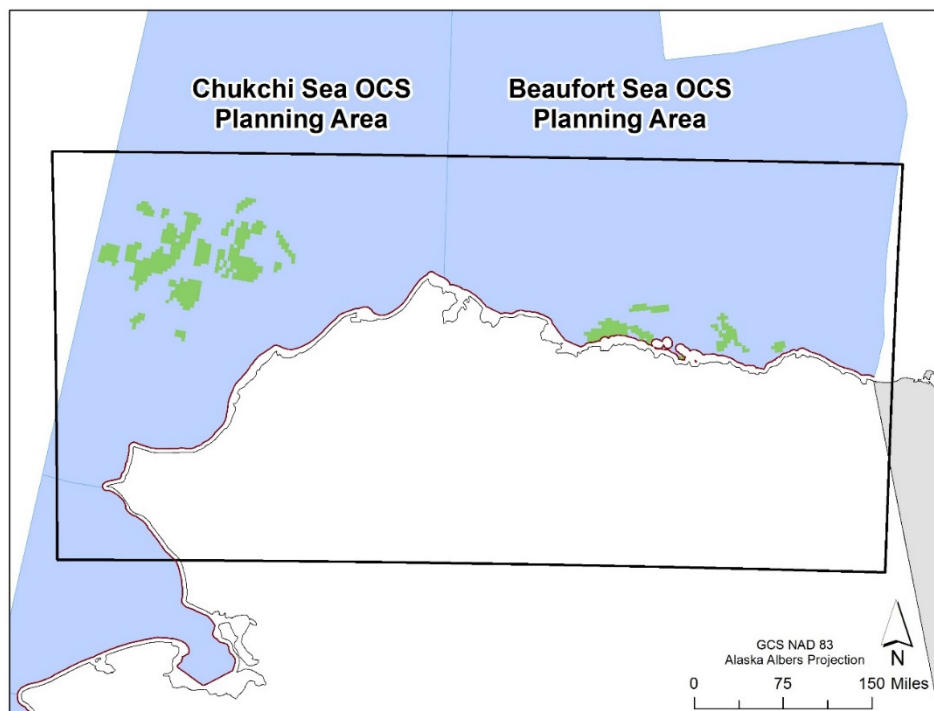 Chukchi Sea OCS
Planning Area
Beaufort Sea OCS
Planning Area
GCS NAD 83
Alaska Albers Projection
N
0 75 150 Miles